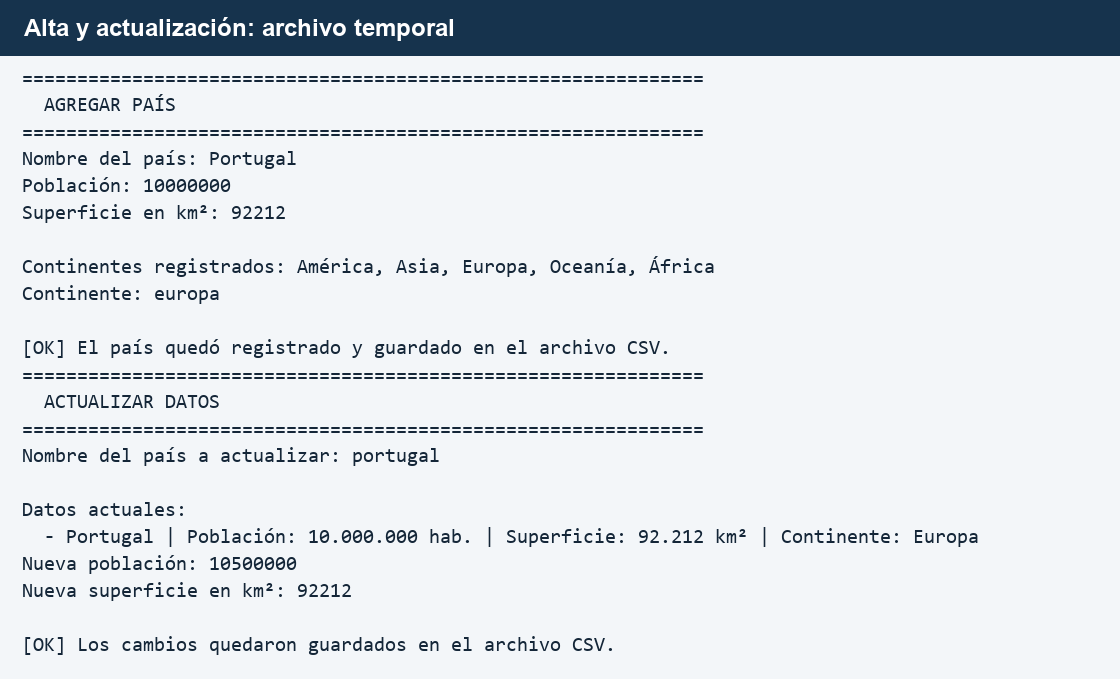 Alta y actualización: archivo temporal
==============================================================
  AGREGAR PAÍS
==============================================================
Nombre del país: Portugal
Población: 10000000
Superficie en km²: 92212

Continentes registrados: América, Asia, Europa, Oceanía, África
Continente: europa

[OK] El país quedó registrado y guardado en el archivo CSV.
==============================================================
  ACTUALIZAR DATOS
==============================================================
Nombre del país a actualizar: portugal

Datos actuales:
  - Portugal | Población: 10.000.000 hab. | Superficie: 92.212 km² | Continente: Europa
Nueva población: 10500000
Nueva superficie en km²: 92212

[OK] Los cambios quedaron guardados en el archivo CSV.